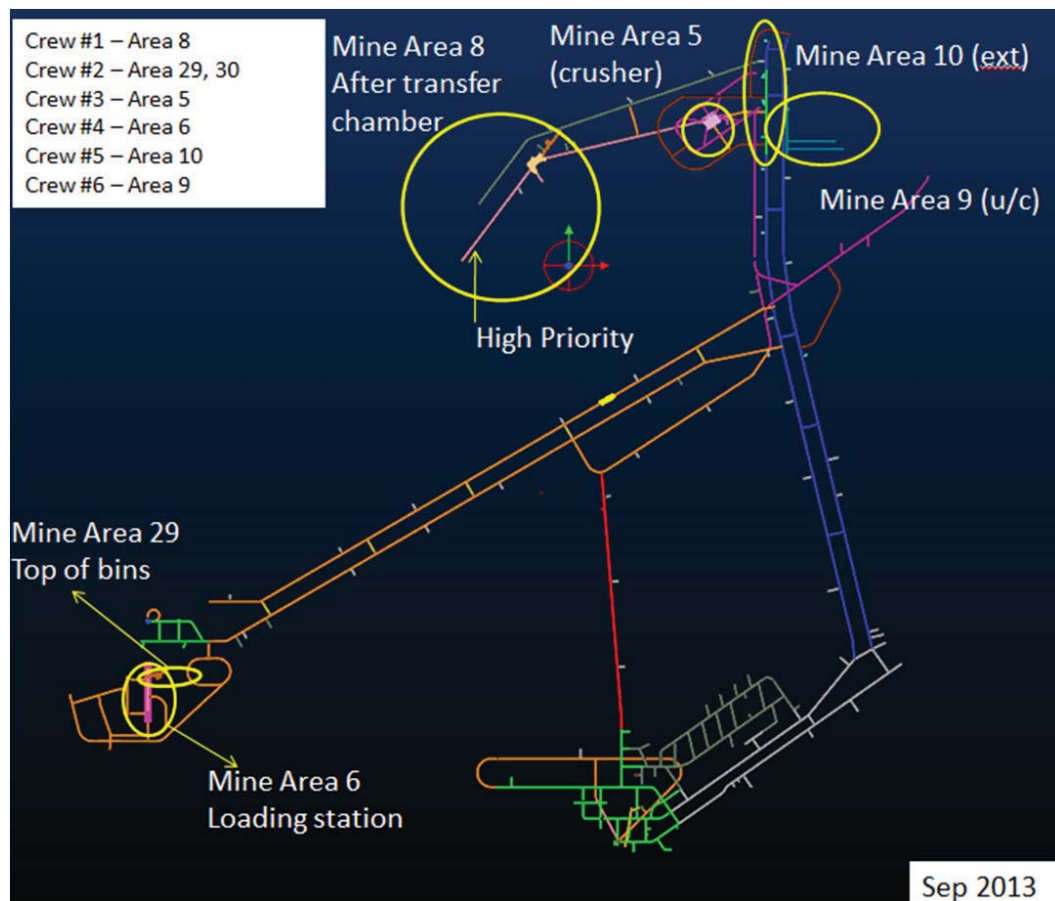 Crew #1 – Area 8
Crew #2 – Area 29, 30
Crew #3 – Area 5
Crew #4 – Area 6
Crew #5 – Area 10
Crew #6 – Area 9
Mine Area 8
After transfer
chamber
Mine Area 5
(crusher)
Mine Area 10 (ext)
Mine Area 9 (u/c)
High Priority
Mine Area 29
Top of bins
Mine Area 6
Loading station
Sep 2013